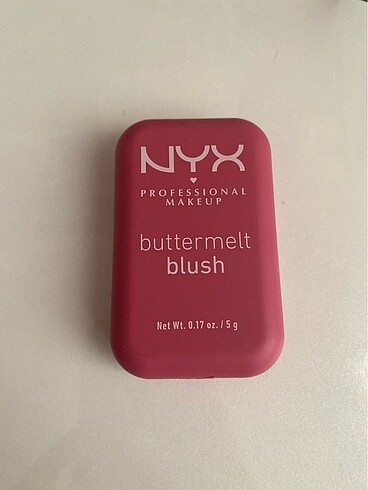 NYX
PROFESSIONAL
MAKEUP
buttermelt
blush
Net Wt. 0.17 oz. / 5 g